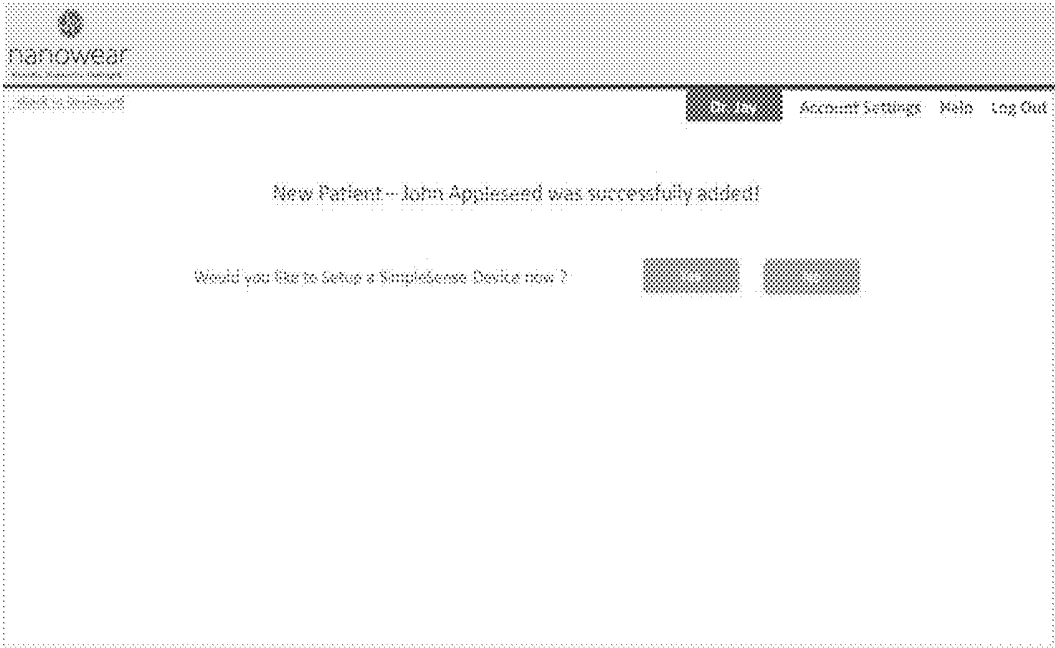 nanowear
Account Settings Help Log Out
New Patient – John Appleseed was successfully added!
Would you like to Setup a SimpleSense Device now ?